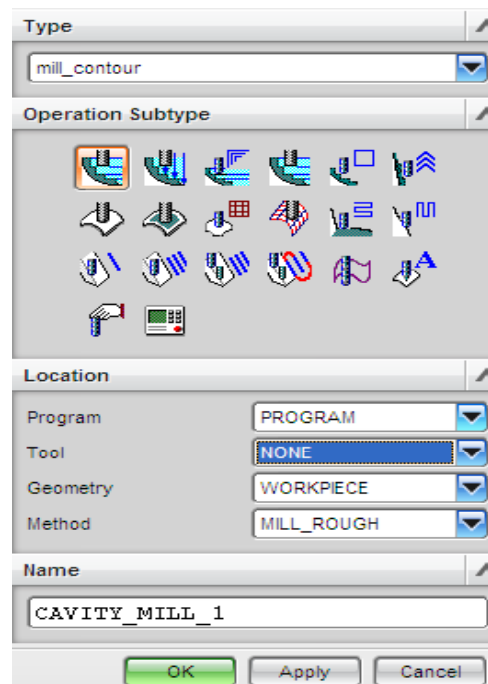 Type
mill_contour
Operation Subtype
Location
Program PROGRAM
Tool NONE
Geometry WORKPIECE
Method MILL_ROUGH
Name
CAVITY_MILL_1
OK Apply Cancel